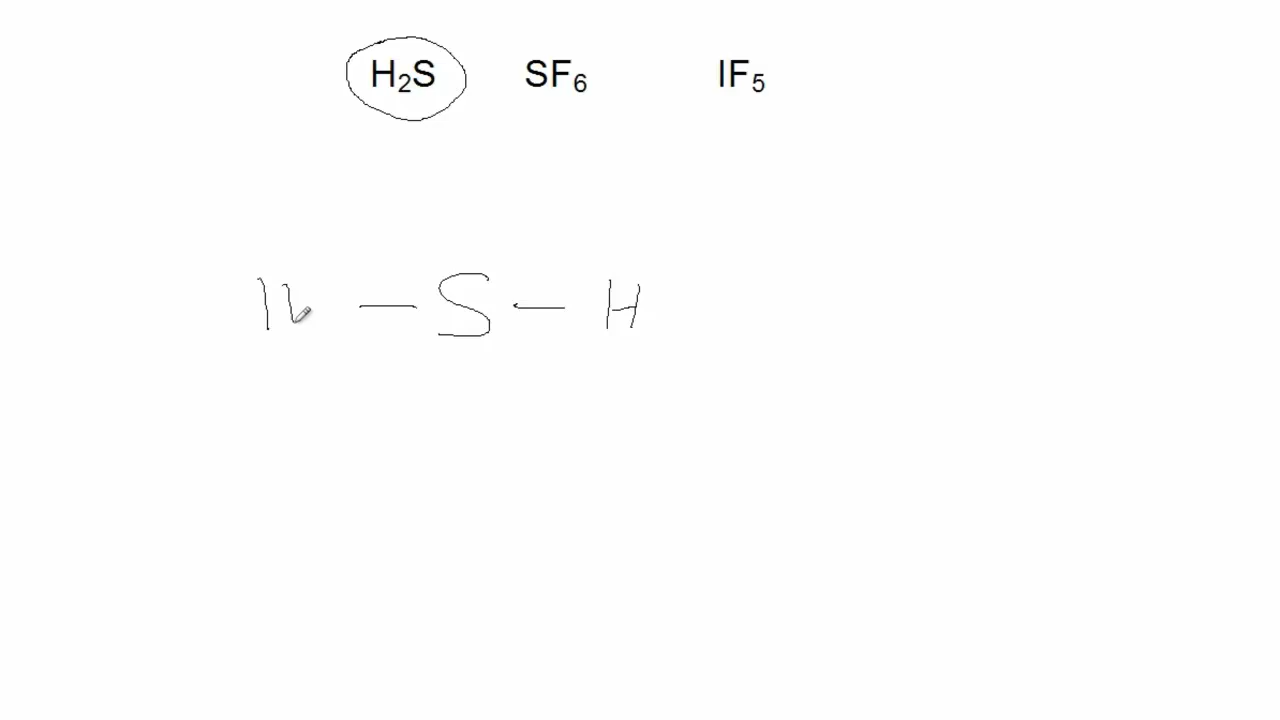 H₂S SF₆ IF₅
— S — H